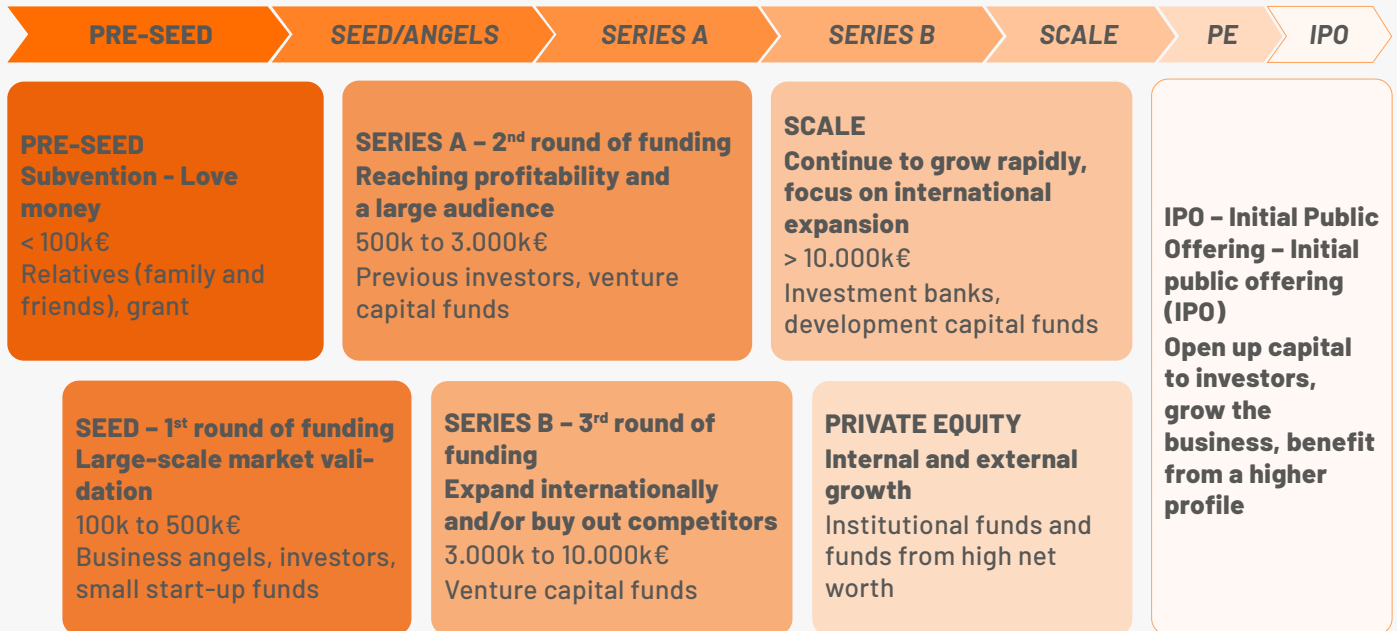 PRE-SEED
SEED/ANGELS
SERIES A
SERIES B
SCALE
PE
IPO
PRE-SEED
Subvention - Love
money
< 100k€
Relatives (family and
friends), grant
SERIES A – 2nd round of funding
Reaching profitability and
a large audience
500k to 3.000k€
Previous investors, venture
capital funds
SCALE
Continue to grow rapidly,
focus on international
expansion
> 10.000k€
Investment banks,
development capital funds
IPO – Initial Public
Offering – Initial
public offering
(IPO)
Open up capital
to investors,
grow the
business, benefit
from a higher
profile
SEED – 1st round of funding
Large-scale market vali-
dation
100k to 500k€
Business angels, investors,
small start-up funds
SERIES B – 3rd round of
funding
Expand internationally
and/or buy out competitors
3.000k to 10.000k€
Venture capital funds
PRIVATE EQUITY
Internal and external
growth
Institutional funds and
funds from high net
worth